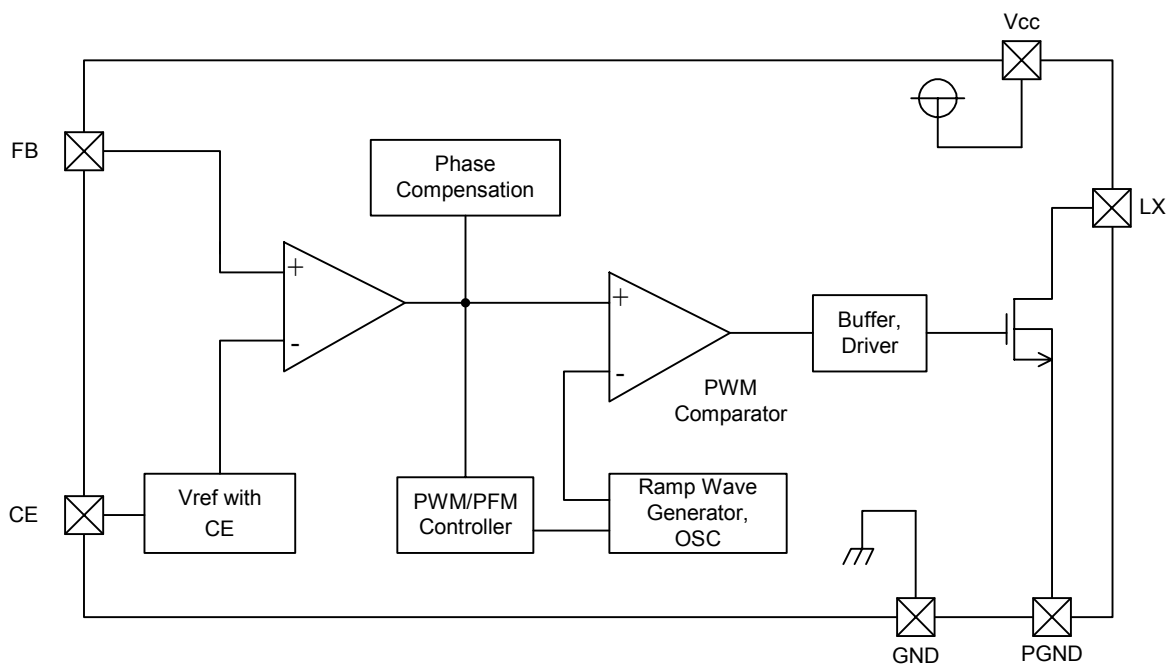 Vcc
FB
Phase
Compensation
LX
+
-
+
-
Buffer,
Driver
PWM
Comparator
CE
Vref with
CE
PWM/PFM
Controller
Ramp Wave
Generator,
OSC
GND
PGND